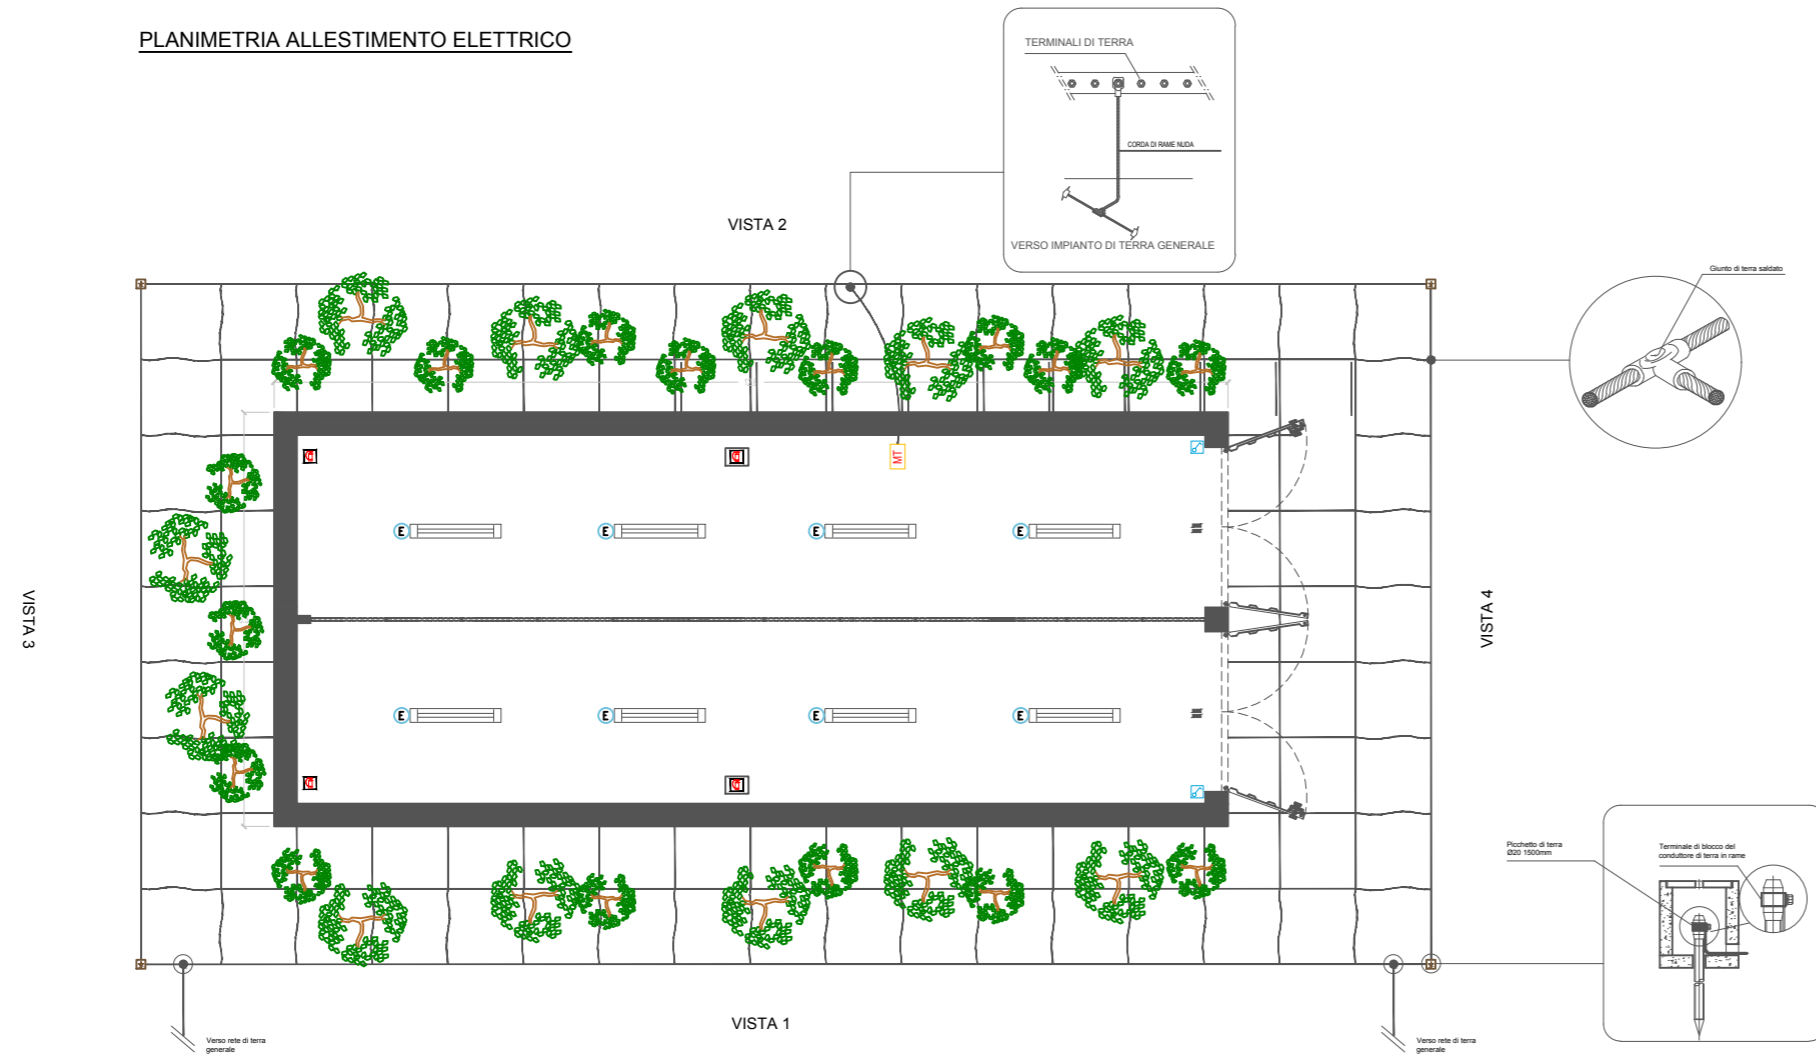 PLANIMETRIA ALLESTIMENTO ELETTRICO
TERMINALI DI TERRA
CORDA DI RAME NUDA
VERSO IMPIANTO DI TERRA GENERALE
VISTA 2
Giunto di terra saldato
MT
E
E
E
E
VISTA 3
VISTA 4
E
E
E
E
Picchetto di terra
Ø20 1500mm
Terminale di blocco del
conduttore di terra in rame
VISTA 1
Verso rete di terra
generale
Verso rete di terra
generale